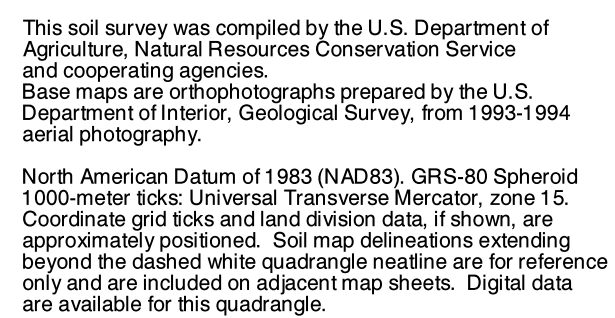 This soil survey was compiled by the U.S. Department of
Agriculture, Natural Resources Conservation Service
and cooperating agencies.
Base maps are orthophotographs prepared by the U.S.
Department of Interior, Geological Survey, from 1993-1994
aerial photography.

North American Datum of 1983 (NAD83). GRS-80 Spheroid
1000-meter ticks: Universal Transverse Mercator, zone 15.
Coordinate grid ticks and land division data, if shown, are
approximately positioned.  Soil map delineations extending
beyond the dashed white quadrangle neatline are for reference
only and are included on adjacent map sheets.  Digital data
are available for this quadrangle.